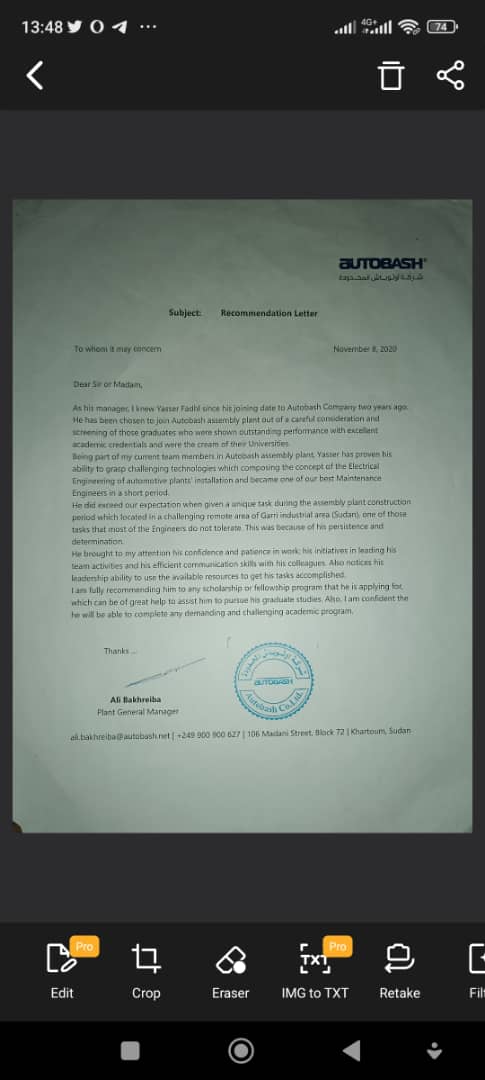 13:48
4G+
74
aUTOBASH
شركة أوتوباش المحدودة
Subject: Recommendation Letter
To whom it may concern November 8, 2020
Dear Sir or Madam,
As his manager, I knew Yasser Fadhl since his joining date to Autobash Company two years ago.
He has been chosen to join Autobash assembly plant out of a careful consideration and
screening of those graduates who were shown outstanding performance with excellent
academic credentials and were the cream of their Universities.
Being part of my current team members in Autobash assembly plant, Yasser has proven his
ability to grasp challenging technologies which composing the concept of the Electrical
Engineering of automotive plants' installation and became one of our best Maintenance
Engineers in a short period.
He did exceed our expectation when given a unique task during the assembly plant construction
period which located in a challenging remote area of Garri industrial area (Sudan), one of those
tasks that most of the Engineers do not tolerate. This was because of his persistence and
determination.
He brought to my attention his confidence and patience in work; his initiatives in leading his
team activities and his efficient communication skills with his colleagues. Also notices his
leadership ability to use the available resources to get his tasks accomplished.
I am fully recommending him to any scholarship or fellowship program that he is applying for,
which can be of great help to assist him to pursue his graduate studies. Also, I am confident the
he will be able to complete any demanding and challenging academic program.
Thanks ...
aUTOBASH
Autobash Co.Ltd.
Ali Bakhreiba
Plant General Manager
ali.bakhreiba@autobash.net | +249 900 900 627 | 106 Madani Street, Block 72 | Khartoum, Sudan
Pro
Pro
TXT
Edit Crop Eraser IMG to TXT Retake Filt